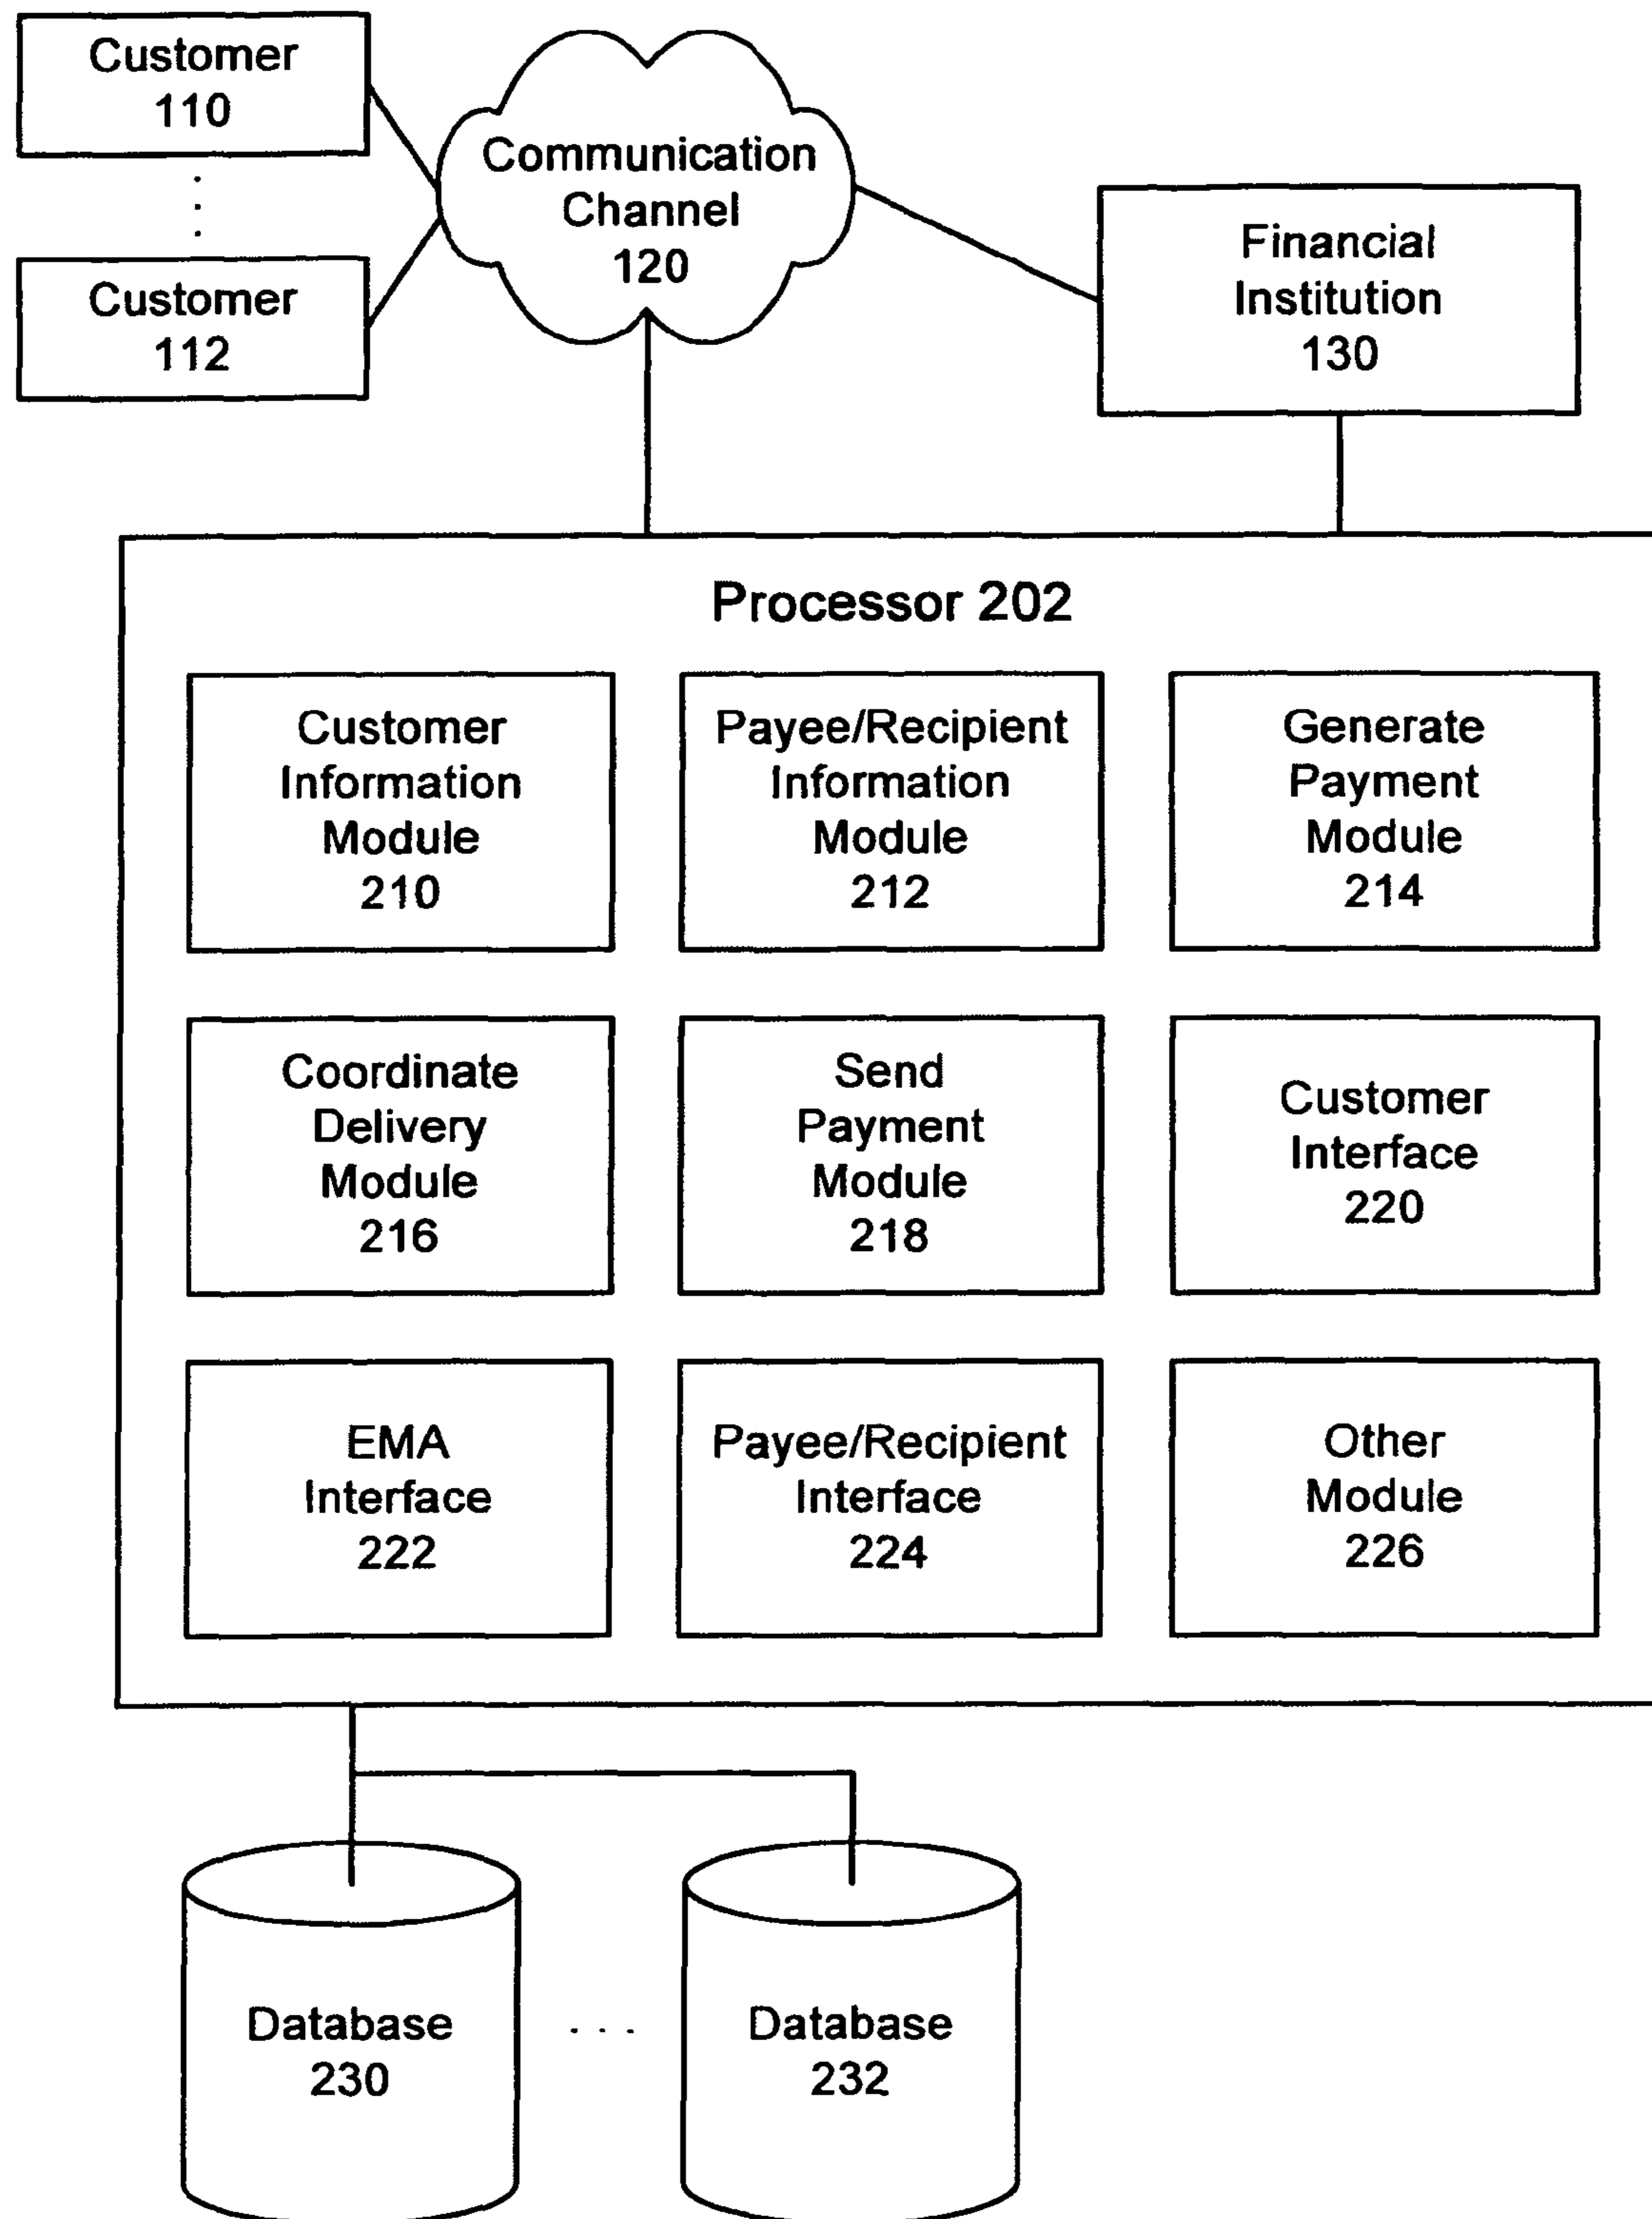 Customer
110
Customer
112
Communication
Channel
120
Financial
Institution
130
Processor 202
Customer
Information
Module
210
Payee/Recipient
Information
Module
212
Generate
Payment
Module
214
Coordinate
Delivery
Module
216
Send
Payment
Module
218
Customer
Interface
220
EMA
Interface
222
Payee/Recipient
Interface
224
Other
Module
226
Database
230
. . .
Database
232